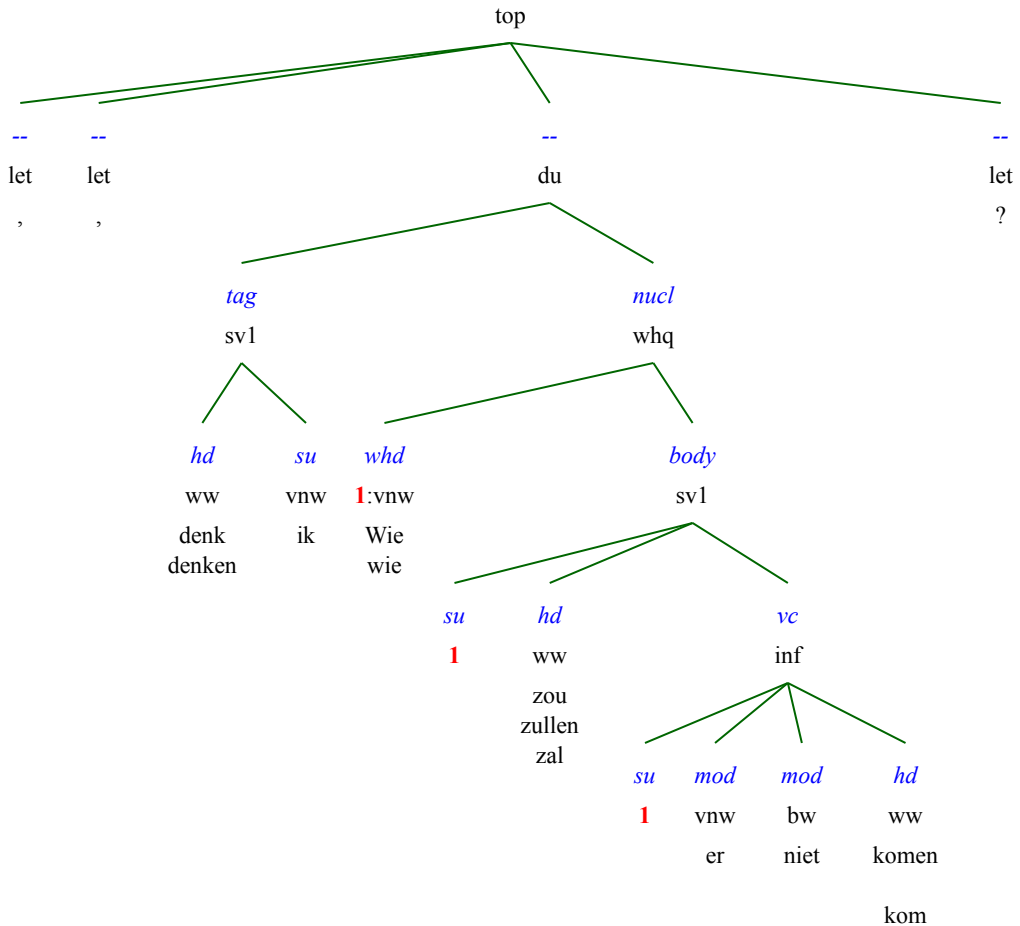 top
-- -- -- --
let let du let
, , ?
tag nucl
sv1 whq
hd su whd body
ww vnw 1:vnw sv1
denk ik Wie
denken wie
su hd vc
1 ww inf
zou
zullen
zal
su mod mod hd
1 vnw bw ww
er niet komen
kom